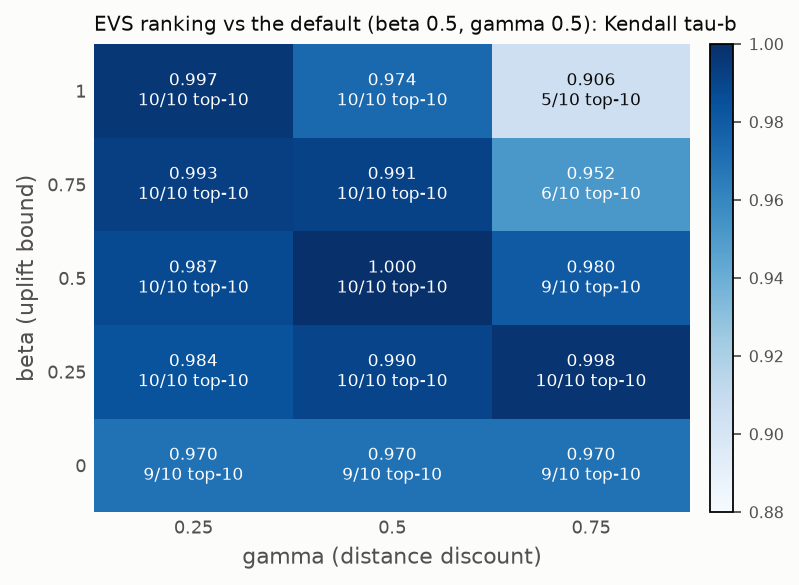 EVS ranking vs the default (beta 0.5, gamma 0.5): Kendall tau-b
beta (uplift bound)
1
0.997
10/10 top-10
0.974
10/10 top-10
0.906
5/10 top-10
0.75
0.993
10/10 top-10
0.991
10/10 top-10
0.952
6/10 top-10
0.5
0.987
10/10 top-10
1.000
10/10 top-10
0.980
9/10 top-10
0.25
0.984
10/10 top-10
0.990
10/10 top-10
0.998
10/10 top-10
0
0.970
9/10 top-10
0.970
9/10 top-10
0.970
9/10 top-10
0.25
0.5
0.75
gamma (distance discount)
1.00
0.98
0.96
0.94
0.92
0.90
0.88